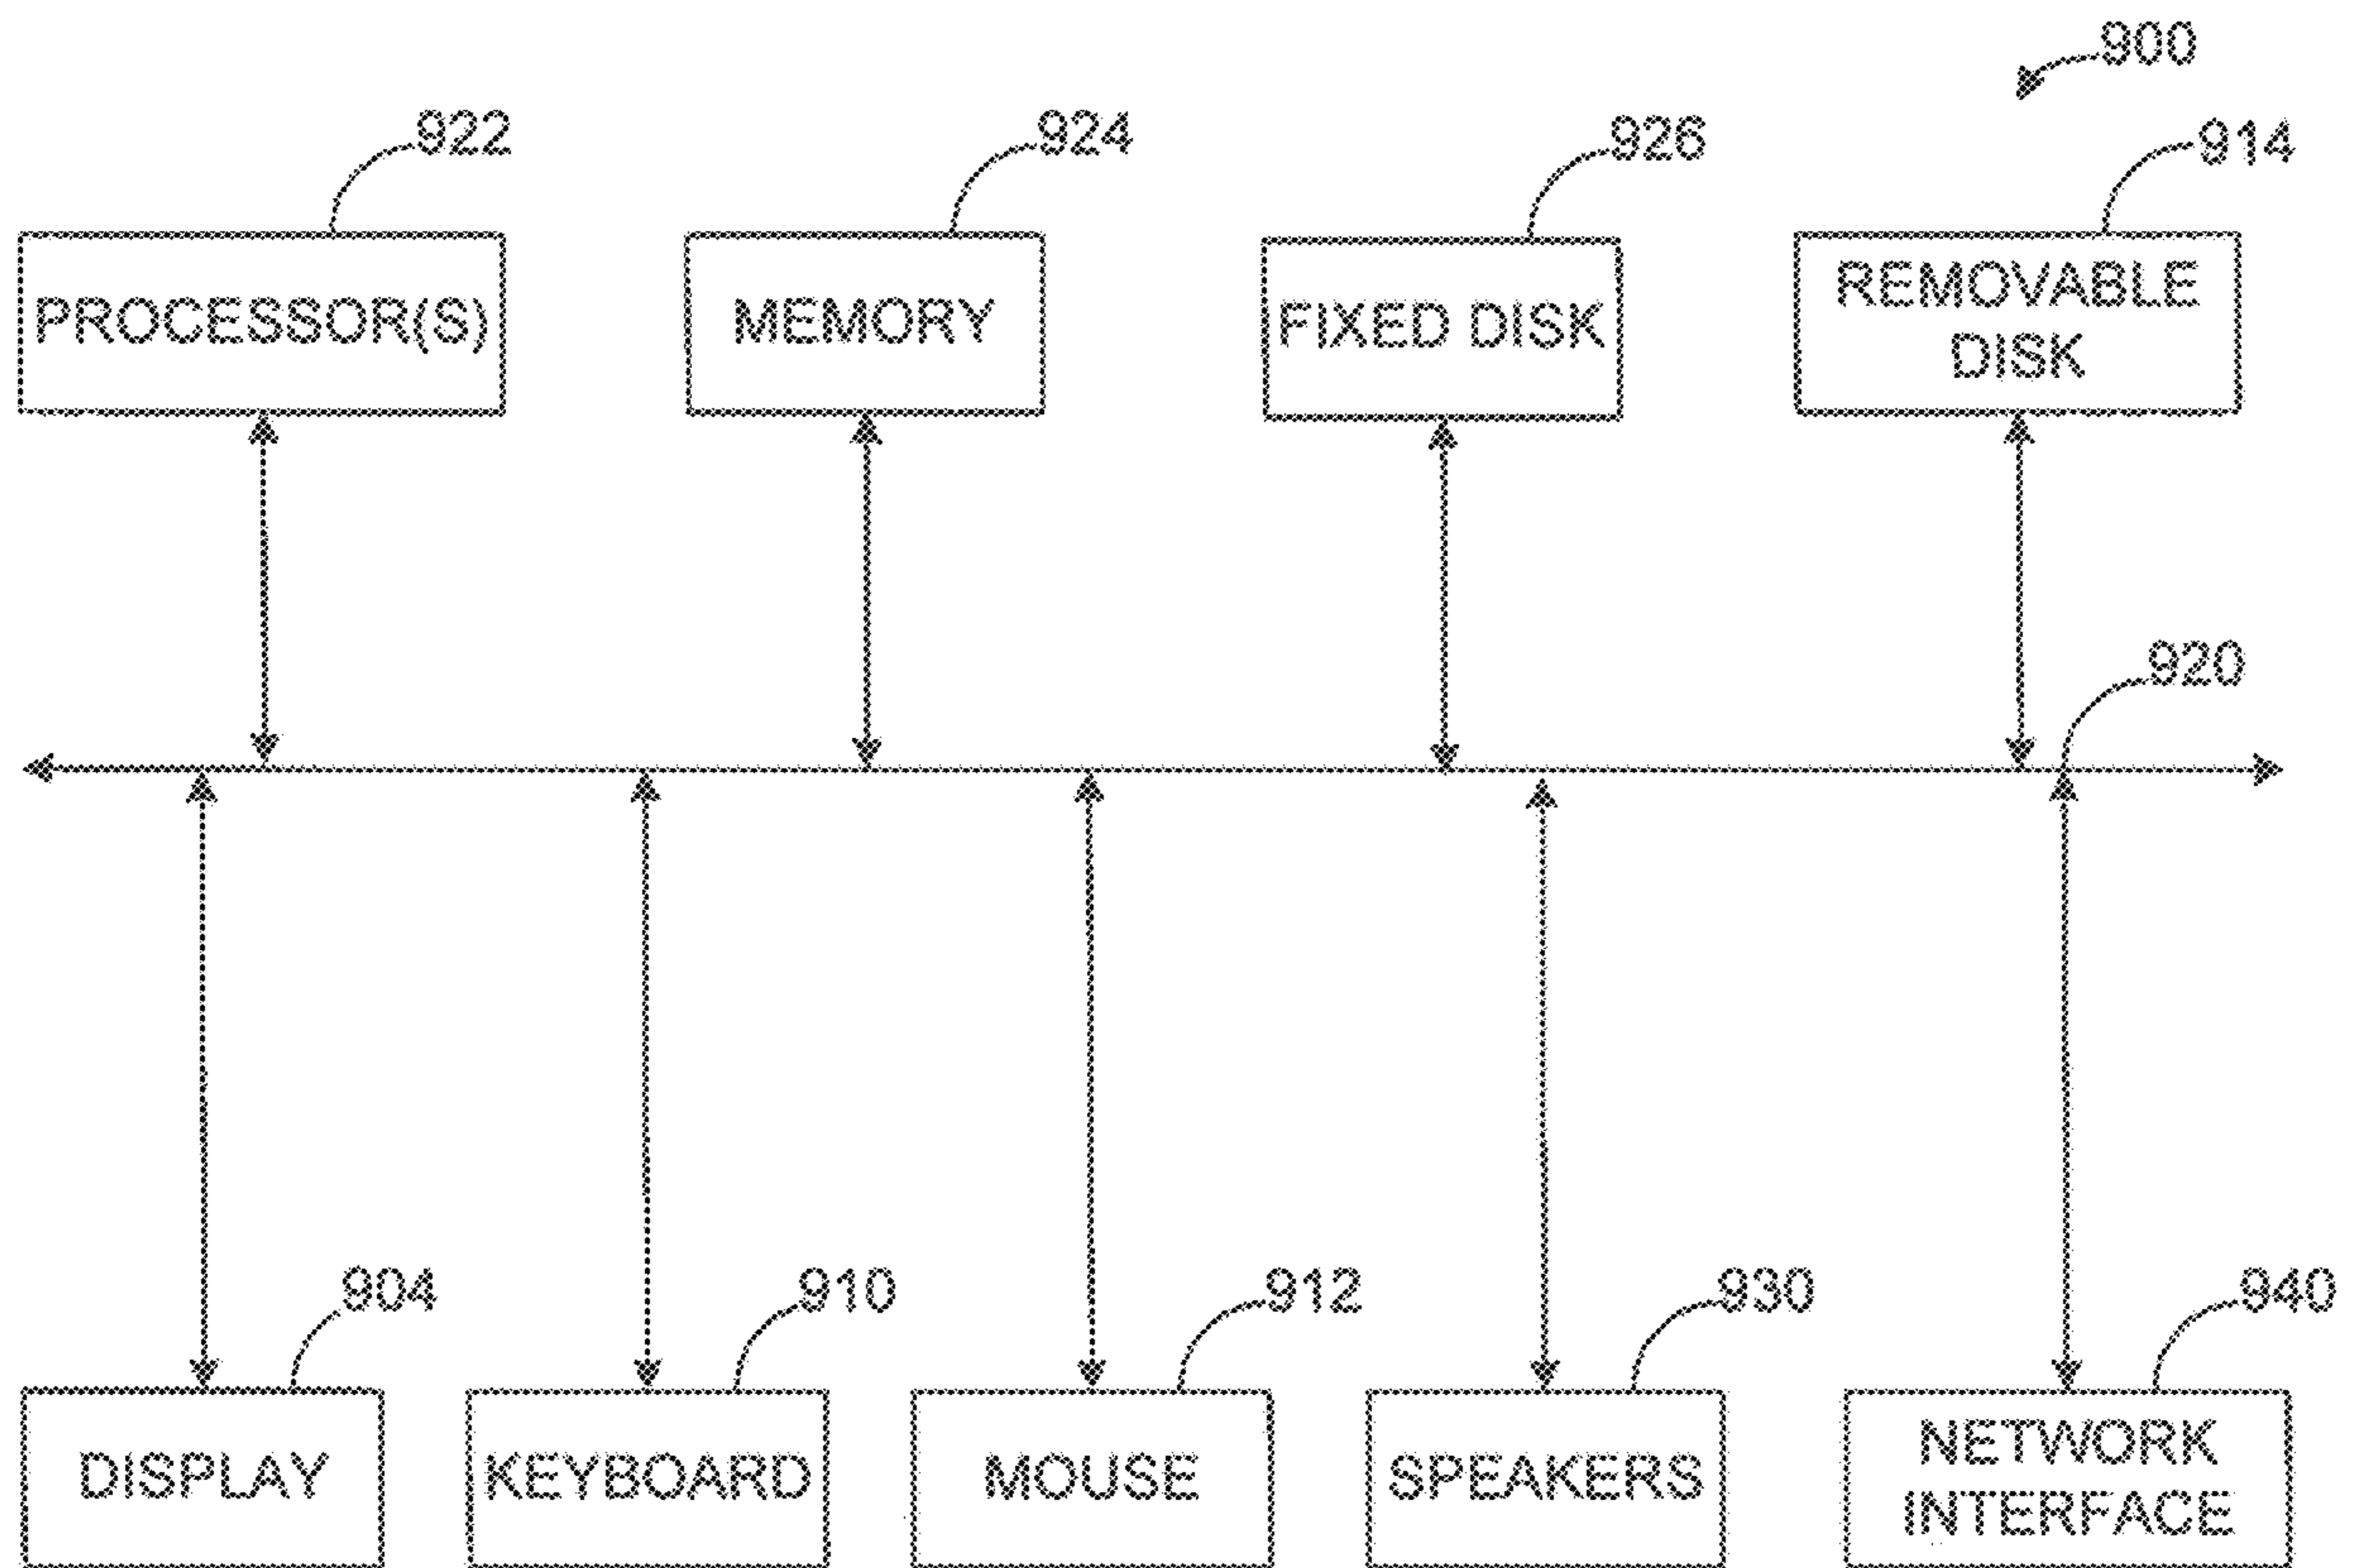 900
922
924
926
914
PROCESSOR(S)
MEMORY
FIXED DISK
REMOVABLE
DISK
920
904
910
912
930
940
DISPLAY
KEYBOARD
MOUSE
SPEAKERS
NETWORK
INTERFACE